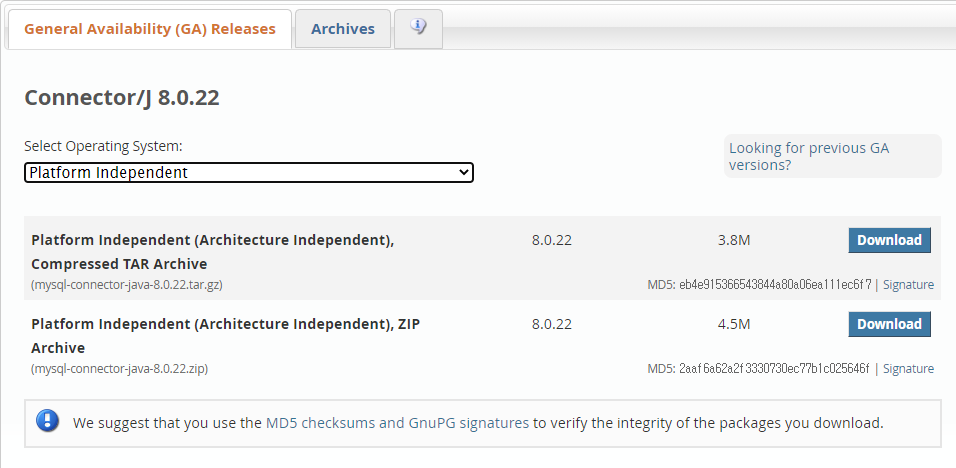 General Availability (GA) Releases
Archives
Connector/J 8.0.22
Select Operating System:
Looking for previous GA
versions?
Platform Independent
Platform Independent (Architecture Independent),
Compressed TAR Archive
8.0.22
3.8M
Download
(mysql-connector-java-8.0.22.tar.gz)
MD5: eb4e915366543844a80a06ea111ec6f7 | Signature
Platform Independent (Architecture Independent), ZIP
Archive
8.0.22
4.5M
Download
(mysql-connector-java-8.0.22.zip)
MD5: 2aaf6a62a2f3330730ec77b1c025646f | Signature
We suggest that you use the MD5 checksums and GnuPG signatures to verify the integrity of the packages you download.